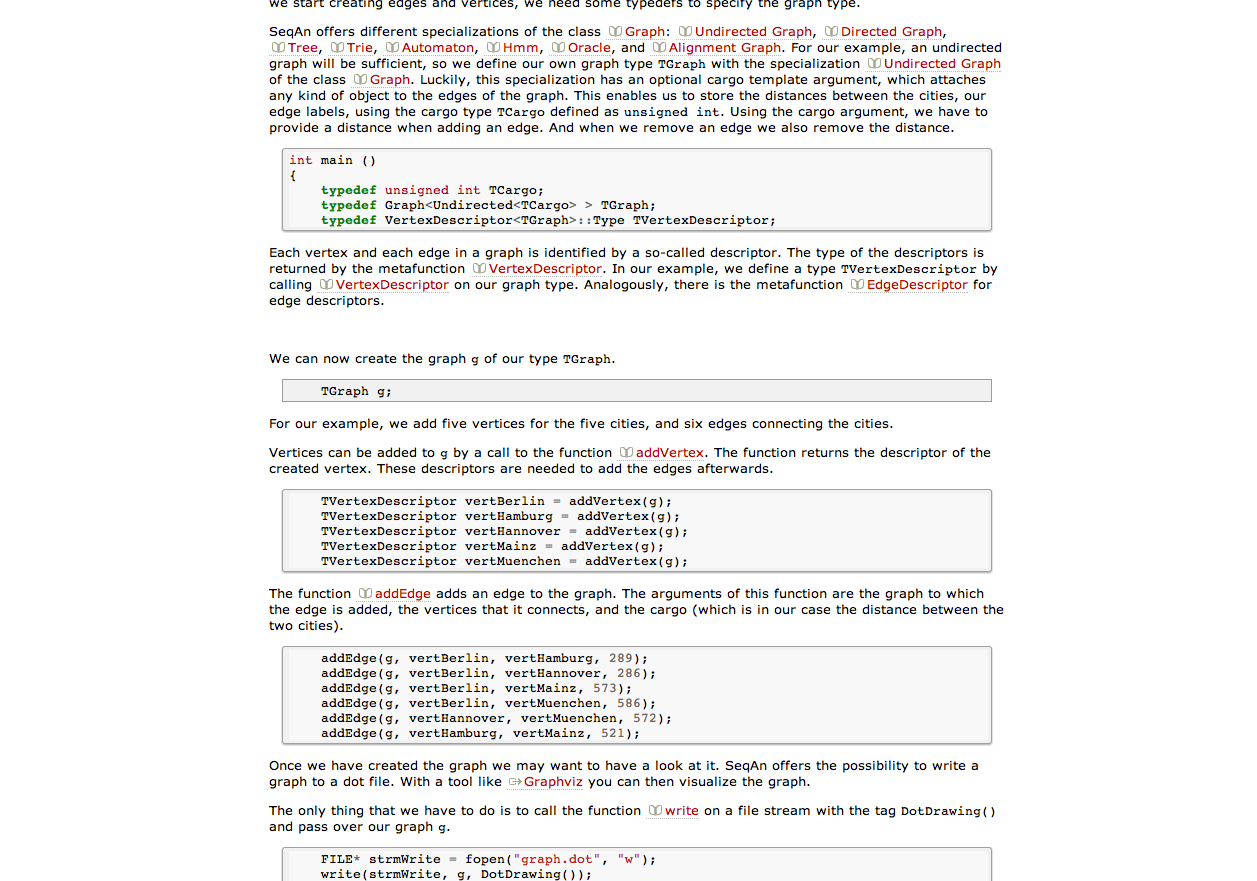 we start creating edges and vertices, we need some typedefs to specify the graph type.
SeqAn offers different specializations of the class Graph: Undirected Graph, Directed Graph,
Tree, Trie, Automaton, Hmm, Oracle, and Alignment Graph. For our example, an undirected
graph will be sufficient, so we define our own graph type TGraph with the specialization Undirected Graph
of the class Graph. Luckily, this specialization has an optional cargo template argument, which attaches
any kind of object to the edges of the graph. This enables us to store the distances between the cities, our
edge labels, using the cargo type TCargo defined as unsigned int. Using the cargo argument, we have to
provide a distance when adding an edge. And when we remove an edge we also remove the distance.
int main ()
{
    typedef unsigned int TCargo;
    typedef Graph<Undirected<TCargo> > TGraph;
    typedef VertexDescriptor<TGraph>::Type TVertexDescriptor;
Each vertex and each edge in a graph is identified by a so-called descriptor. The type of the descriptors is
returned by the metafunction VertexDescriptor. In our example, we define a type TVertexDescriptor by
calling VertexDescriptor on our graph type. Analogously, there is the metafunction EdgeDescriptor for
edge descriptors.
We can now create the graph g of our type TGraph.
    TGraph g;
For our example, we add five vertices for the five cities, and six edges connecting the cities.
Vertices can be added to g by a call to the function addVertex. The function returns the descriptor of the
created vertex. These descriptors are needed to add the edges afterwards.
    TVertexDescriptor vertBerlin = addVertex(g);
    TVertexDescriptor vertHamburg = addVertex(g);
    TVertexDescriptor vertHannover = addVertex(g);
    TVertexDescriptor vertMainz = addVertex(g);
    TVertexDescriptor vertMuenchen = addVertex(g);
The function addEdge adds an edge to the graph. The arguments of this function are the graph to which
the edge is added, the vertices that it connects, and the cargo (which is in our case the distance between the
two cities).
    addEdge(g, vertBerlin, vertHamburg, 289);
    addEdge(g, vertBerlin, vertHannover, 286);
    addEdge(g, vertBerlin, vertMainz, 573);
    addEdge(g, vertBerlin, vertMuenchen, 586);
    addEdge(g, vertHannover, vertMuenchen, 572);
    addEdge(g, vertHamburg, vertMainz, 521);
Once we have created the graph we may want to have a look at it. SeqAn offers the possibility to write a
graph to a dot file. With a tool like Graphviz you can then visualize the graph.
The only thing that we have to do is to call the function write on a file stream with the tag DotDrawing()
and pass over our graph g.
    FILE* strmWrite = fopen("graph.dot", "w");
    write(strmWrite, g, DotDrawing());